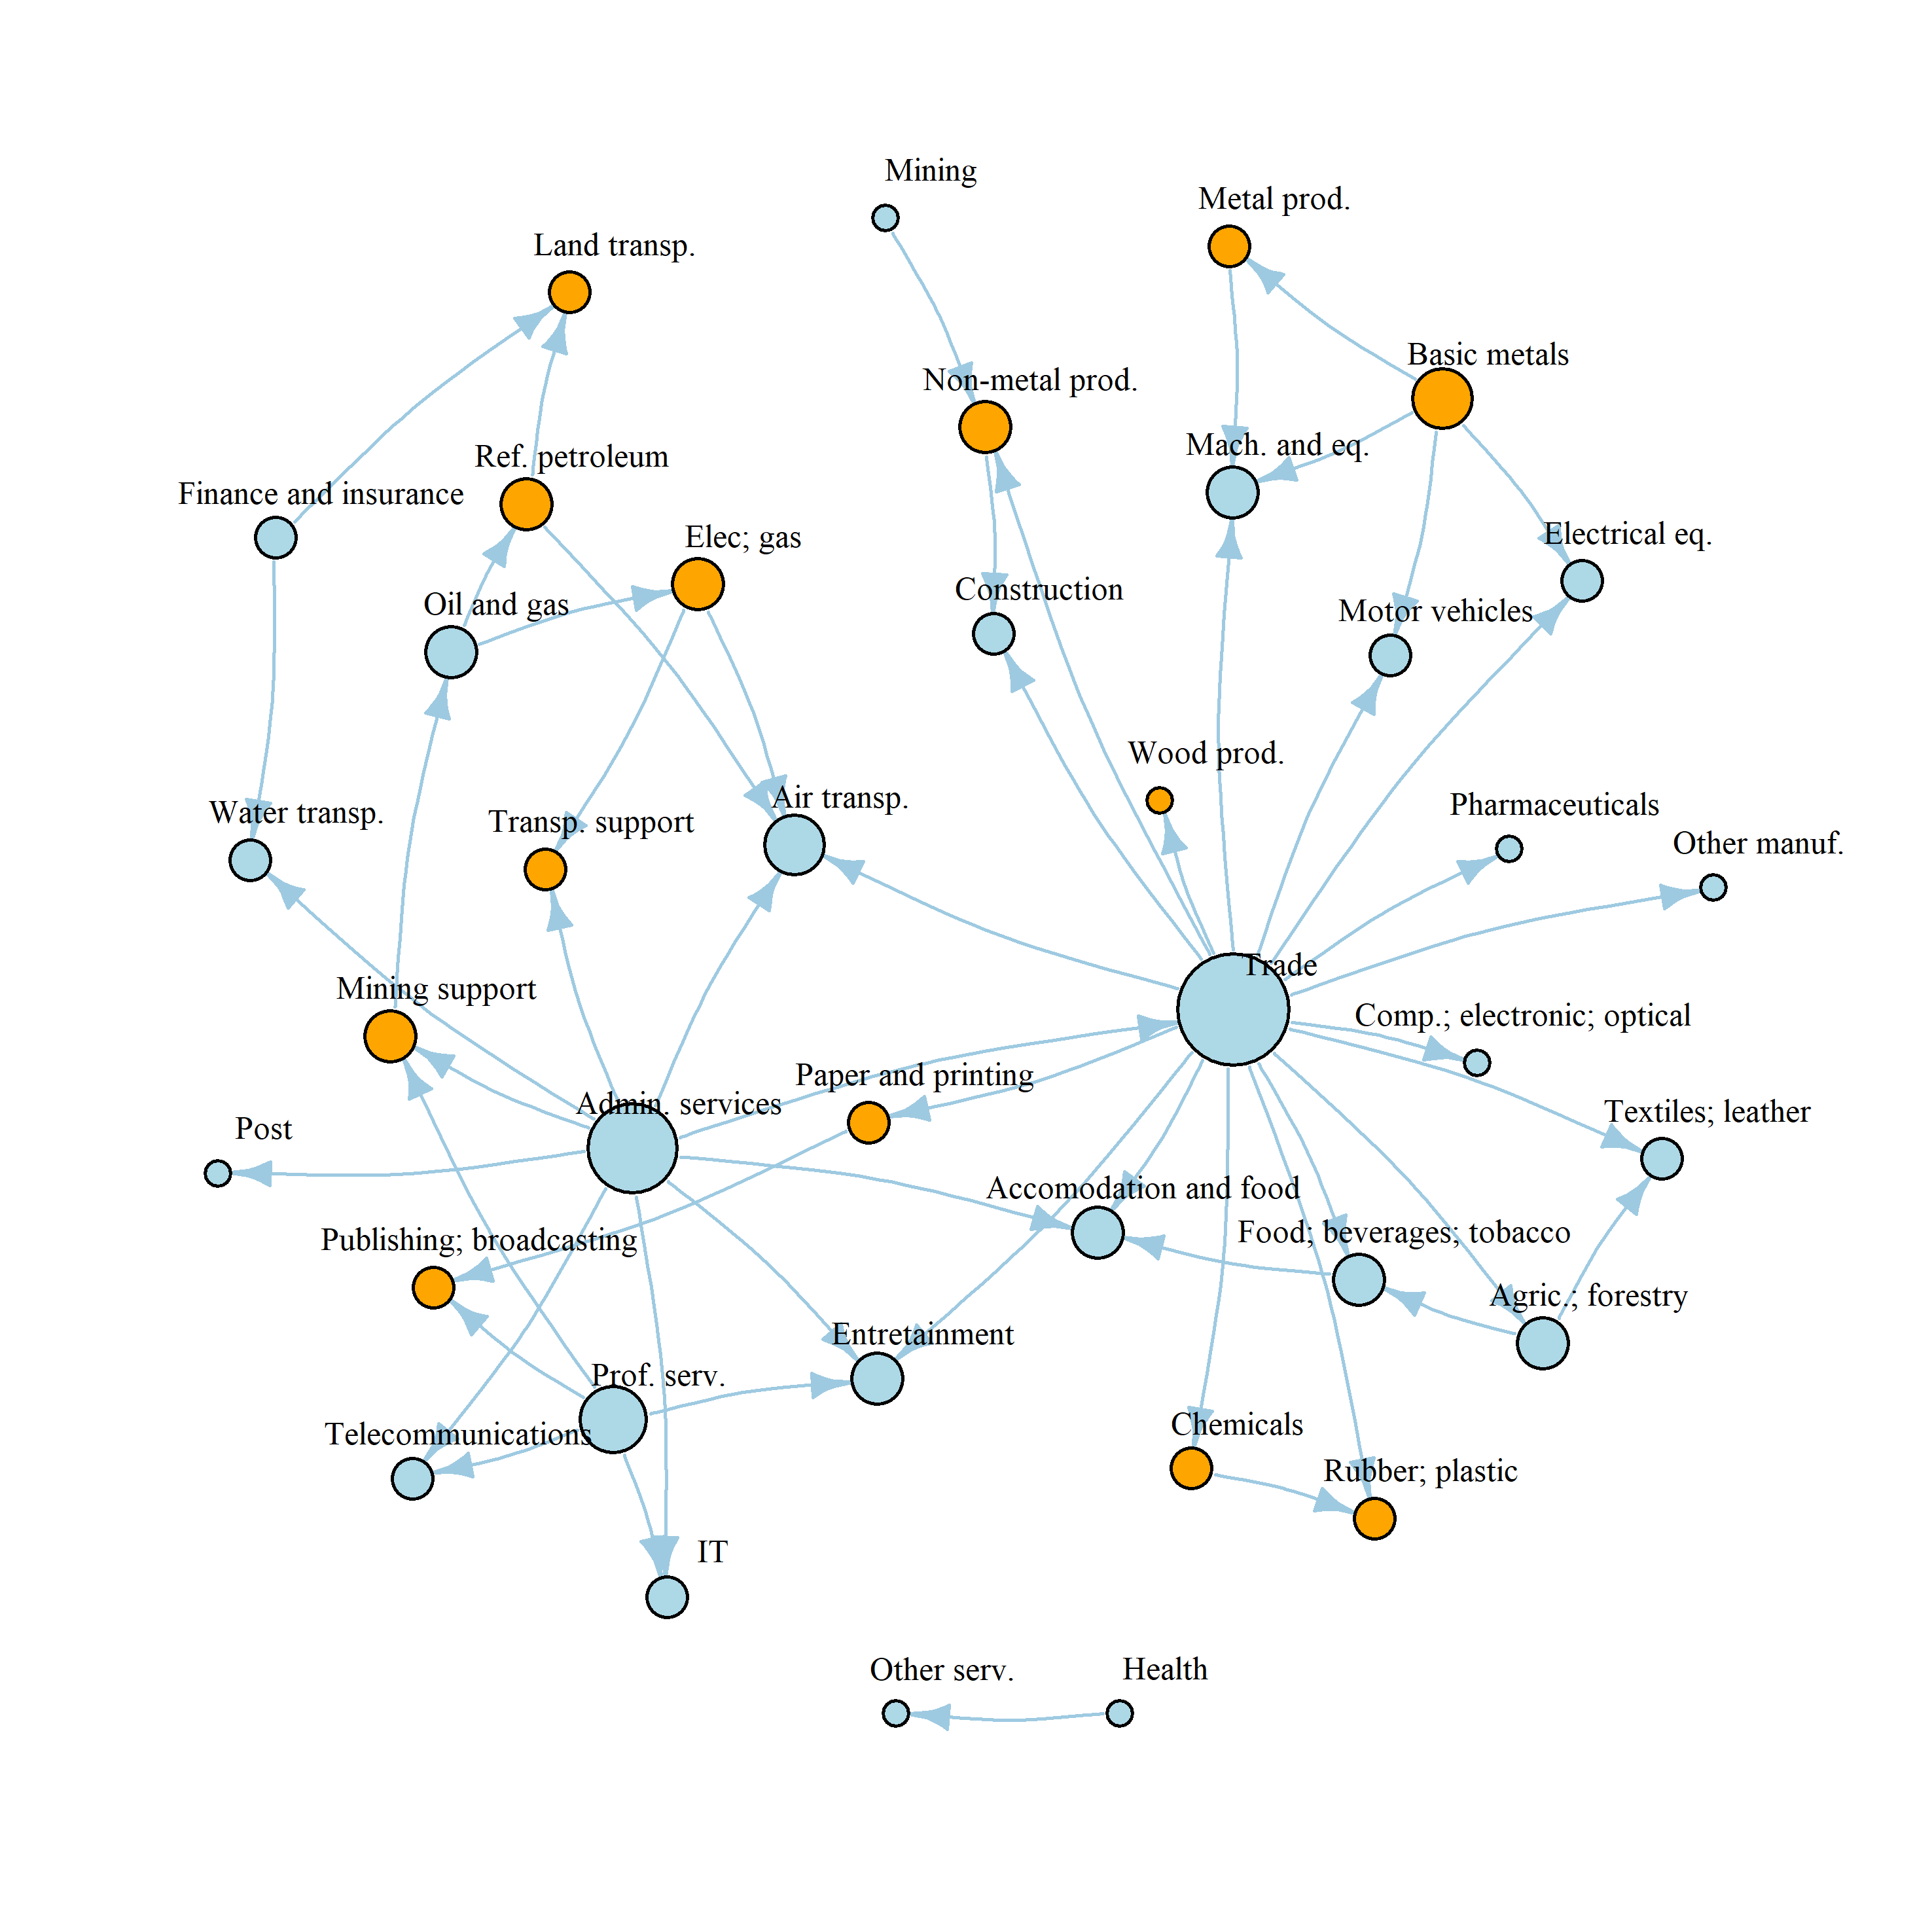 Mining
Metal prod.
Land transp.
Basic metals
Non-metal prod.
Mach. and eq.
Ref. petroleum
Finance and insurance
Elec; gas
Electrical eq.
Construction
Oil and gas
Motor vehicles
Wood prod.
Air transp.
Pharmaceuticals
Water transp.
Transp. support
Other manuf.
Trade
Mining support
Comp.; electronic; optical
Paper and printing
Admin. services
Textiles; leather
Post
Accomodation and food
Food; beverages; tobacco
Publishing; broadcasting
Agric.; forestry
Entretainment
Prof. serv.
Chemicals
Telecommunications
Rubber; plastic
IT
Other serv.
Health